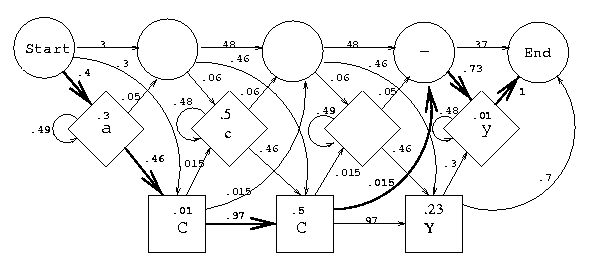 Start 3 48 48 – 37 End
.3 .46 .46
.4 .06 .06 .06 .73
.05 .05 1
.49 .3 a .48 .5 c .49 .48 .01 y
.46 .46 .46 .3
.015 .015 .015 .7
.015 .015
.01 C .97 .5 C 97 .23 Y